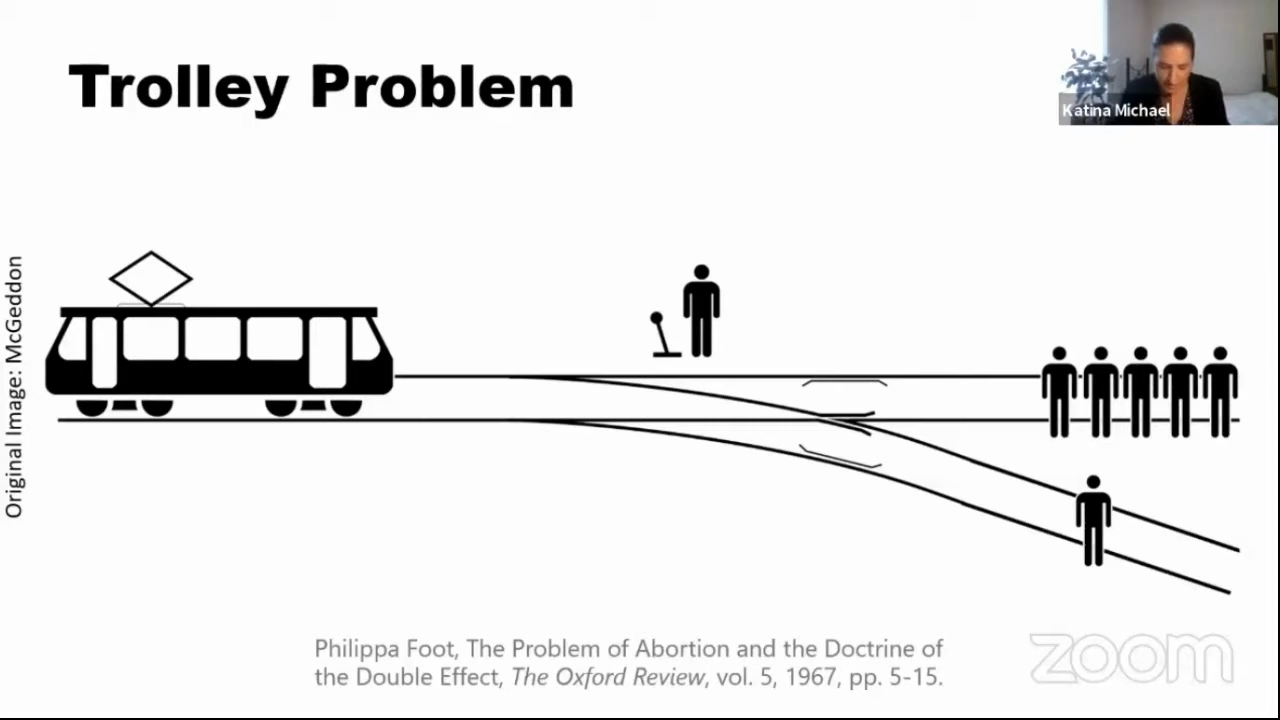 Trolley Problem
Katina Michael
Original Image: McGeddon
Philippa Foot, The Problem of Abortion and the Doctrine of
the Double Effect, The Oxford Review, vol. 5, 1967, pp. 5-15.
zoom